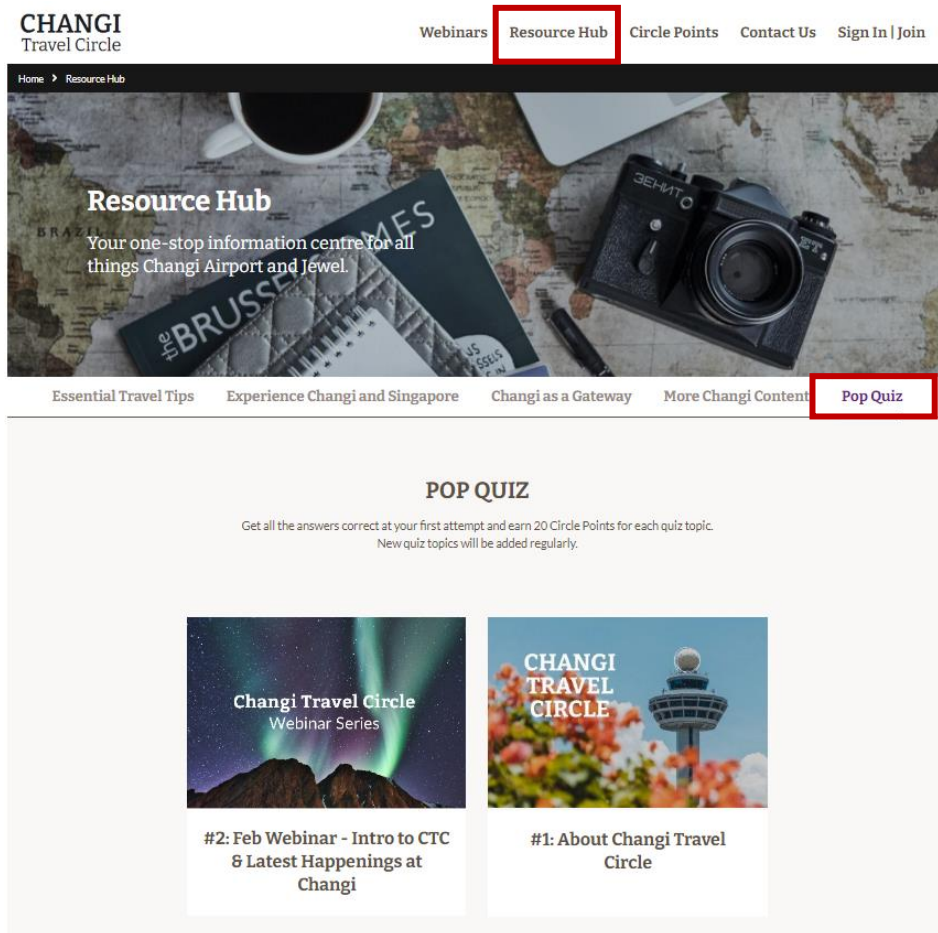 CHANGI
Travel Circle
Webinars Resource Hub Circle Points Contact Us Sign In | Join
Home > Resource Hub
Resource Hub
Your one-stop information centre for all
things Changi Airport and Jewel.
BRAZIL
the BRUSSE OMES
ЗЕНИТ
Essential Travel Tips Experience Changi and Singapore Changi as a Gateway More Changi Content Pop Quiz
POP QUIZ
Get all the answers correct at your first attempt and earn 20 Circle Points for each quiz topic.
New quiz topics will be added regularly.
Changi Travel Circle
Webinar Series
CHANGI
TRAVEL
CIRCLE
#2: Feb Webinar - Intro to CTC
& Latest Happenings at
Changi
#1: About Changi Travel
Circle